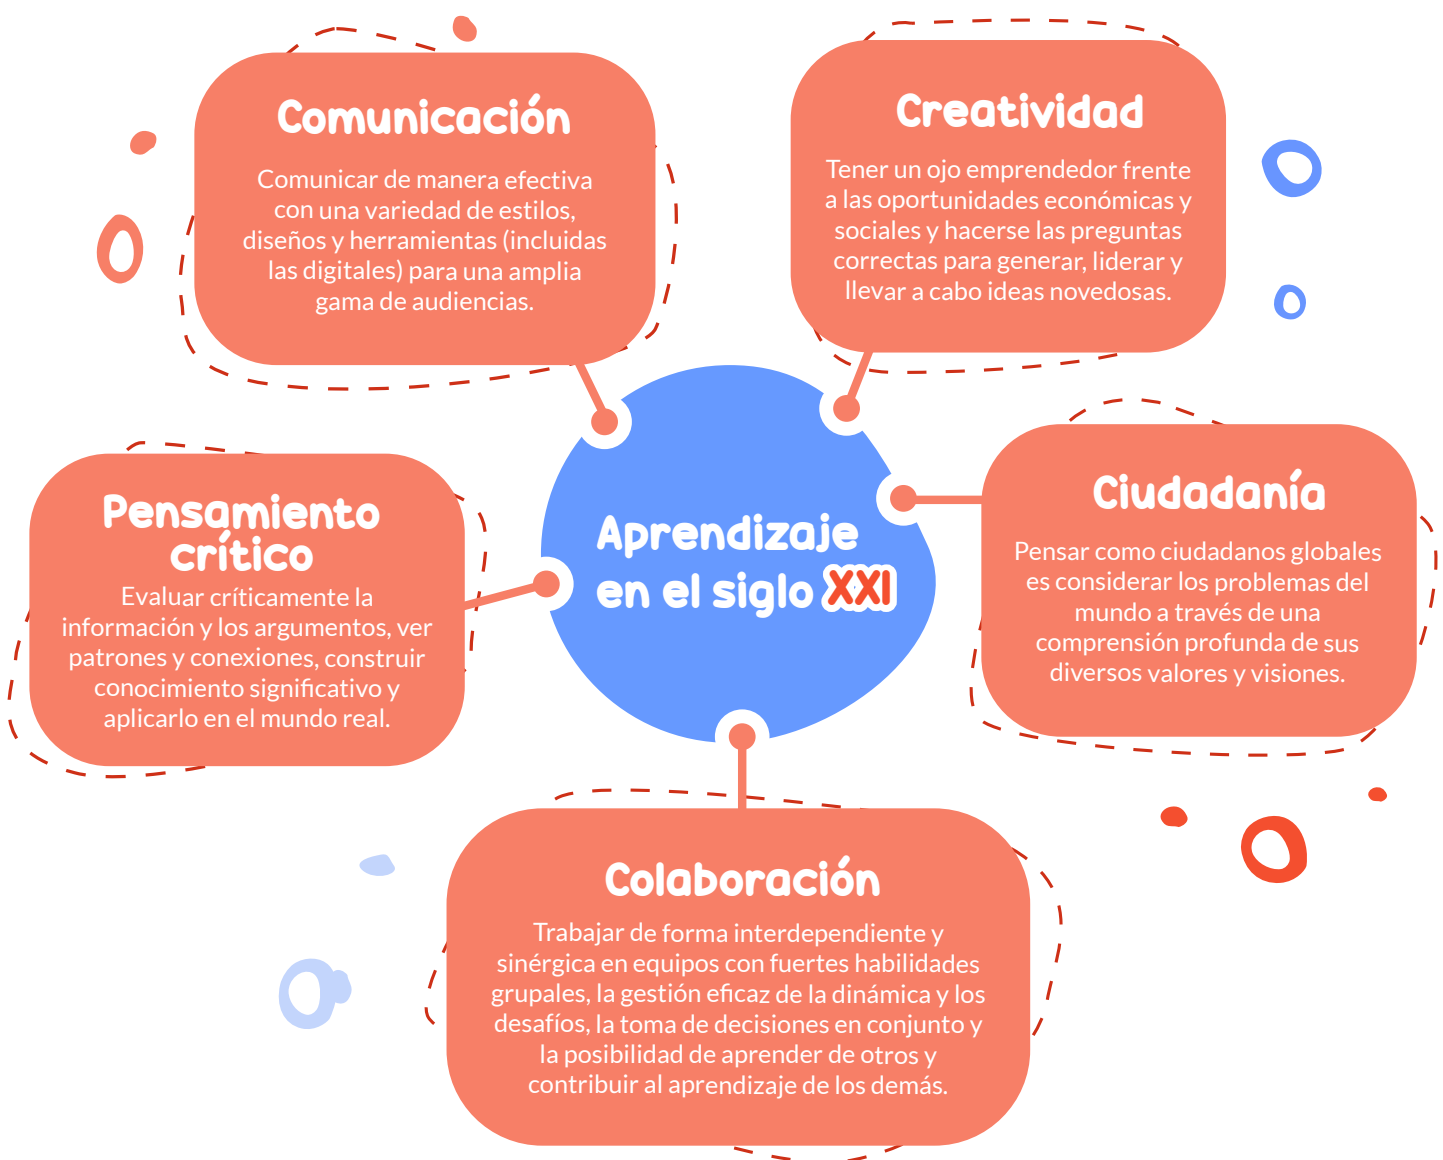 Comunicación
Comunicar de manera efectiva
con una variedad de estilos,
diseños y herramientas (incluidas
las digitales) para una amplia
gama de audiencias.
Creatividad
Tener un ojo emprendedor frente
a las oportunidades económicas y
sociales y hacerse las preguntas
correctas para generar, liderar y
llevar a cabo ideas novedosas.
Pensamiento
crítico
Evaluar críticamente la
información y los argumentos, ver
patrones y conexiones, construir
conocimiento significativo y
aplicarlo en el mundo real.
Aprendizaje
en el siglo XXI
Ciudadanía
Pensar como ciudadanos globales
es considerar los problemas del
mundo a través de una
comprensión profunda de sus
diversos valores y visiones.
Colaboración
Trabajar de forma interdependiente y
sinérgica en equipos con fuertes habilidades
grupales, la gestión eficaz de la dinámica y los
desafíos, la toma de decisiones en conjunto y
la posibilidad de aprender de otros y
contribuir al aprendizaje de los demás.